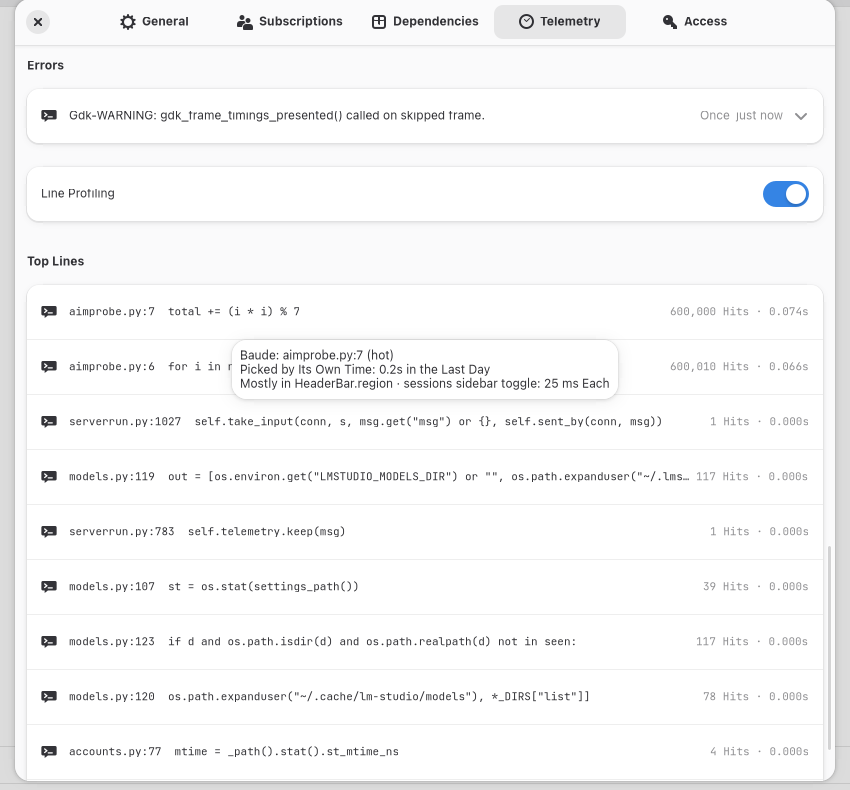 General
Subscriptions
Dependencies
Telemetry
Access
Errors
Gdk-WARNING: gdk_frame_timings_presented() called on skipped frame.
Once just now
Line Profiling
Top Lines
aimprobe.py:7 total += (i * i) % 7
600,000 Hits · 0.074s
aimprobe.py:6 for i in
600,010 Hits · 0.066s
Baude: aimprobe.py:7 (hot)
Picked by Its Own Time: 0.2s in the Last Day
Mostly in HeaderBar.region · sessions sidebar toggle: 25 ms Each
serverrun.py:1027 self.take_input(conn, s, msg.get("msg") or {}, self.sent_by(conn, msg))
1 Hits · 0.000s
models.py:119 out = [os.environ.get("LMSTUDIO_MODELS_DIR") or "", os.path.expanduser("~/.lms…
117 Hits · 0.000s
serverrun.py:783 self.telemetry.keep(msg)
1 Hits · 0.000s
models.py:107 st = os.stat(settings_path())
39 Hits · 0.000s
models.py:123 if d and os.path.isdir(d) and os.path.realpath(d) not in seen:
117 Hits · 0.000s
models.py:120 os.path.expanduser("~/.cache/lm-studio/models"), *_DIRS["list"]]
78 Hits · 0.000s
accounts.py:77 mtime = _path().stat().st_mtime_ns
4 Hits · 0.000s